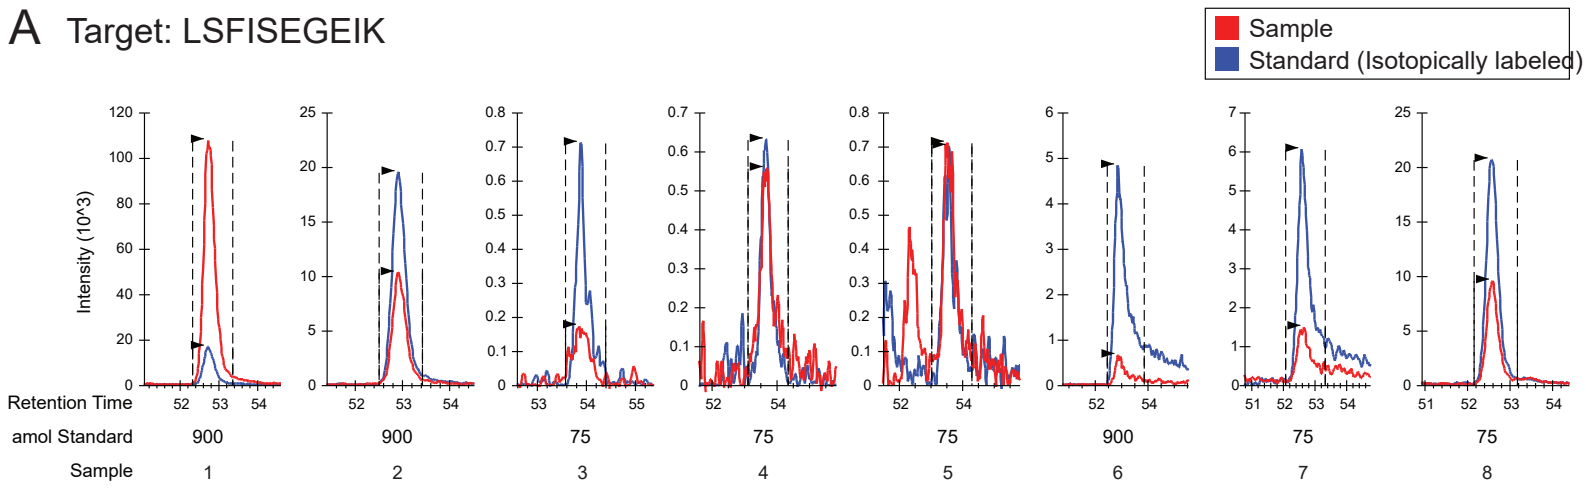 A Target: LSFISEGEIK
Sample
Standard (Isotopically labeled)
Intensity (10^3)
120 100 80 60 40 20 0
25 20 15 10 5 0
0.8 0.7 0.6 0.5 0.4 0.3 0.2 0.1 0
0.7 0.6 0.5 0.4 0.3 0.2 0.1 0
0.8 0.7 0.6 0.5 0.4 0.3 0.2 0.1 0
6 5 4 3 2 1 0
7 6 5 4 3 2 1 0
25 20 15 10 5 0
Retention Time 52 53 54 52 53 54 53 54 55 52 54 52 54 52 54 51 52 53 54 51 52 53 54
amol Standard 900 900 75 75 75 900 75 75
Sample 1 2 3 4 5 6 7 8